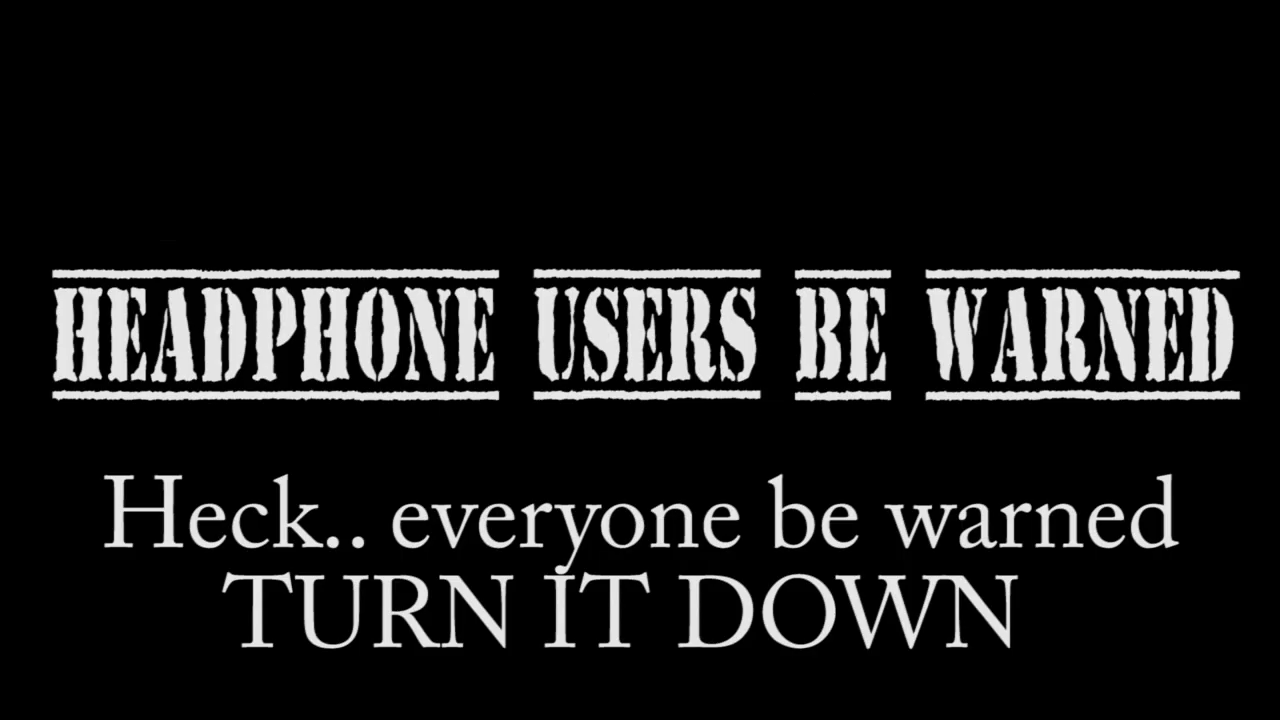 HEADPHONE USERS BE WARNED
Heck.. everyone be warned
TURN IT DOWN